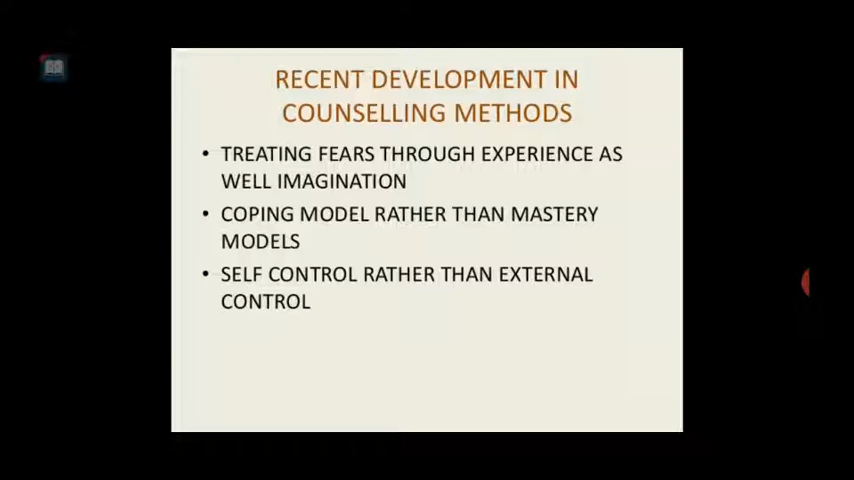 RECENT DEVELOPMENT IN
COUNSELLING METHODS
• TREATING FEARS THROUGH EXPERIENCE AS
WELL IMAGINATION
• COPING MODEL RATHER THAN MASTERY
MODELS
• SELF CONTROL RATHER THAN EXTERNAL
CONTROL